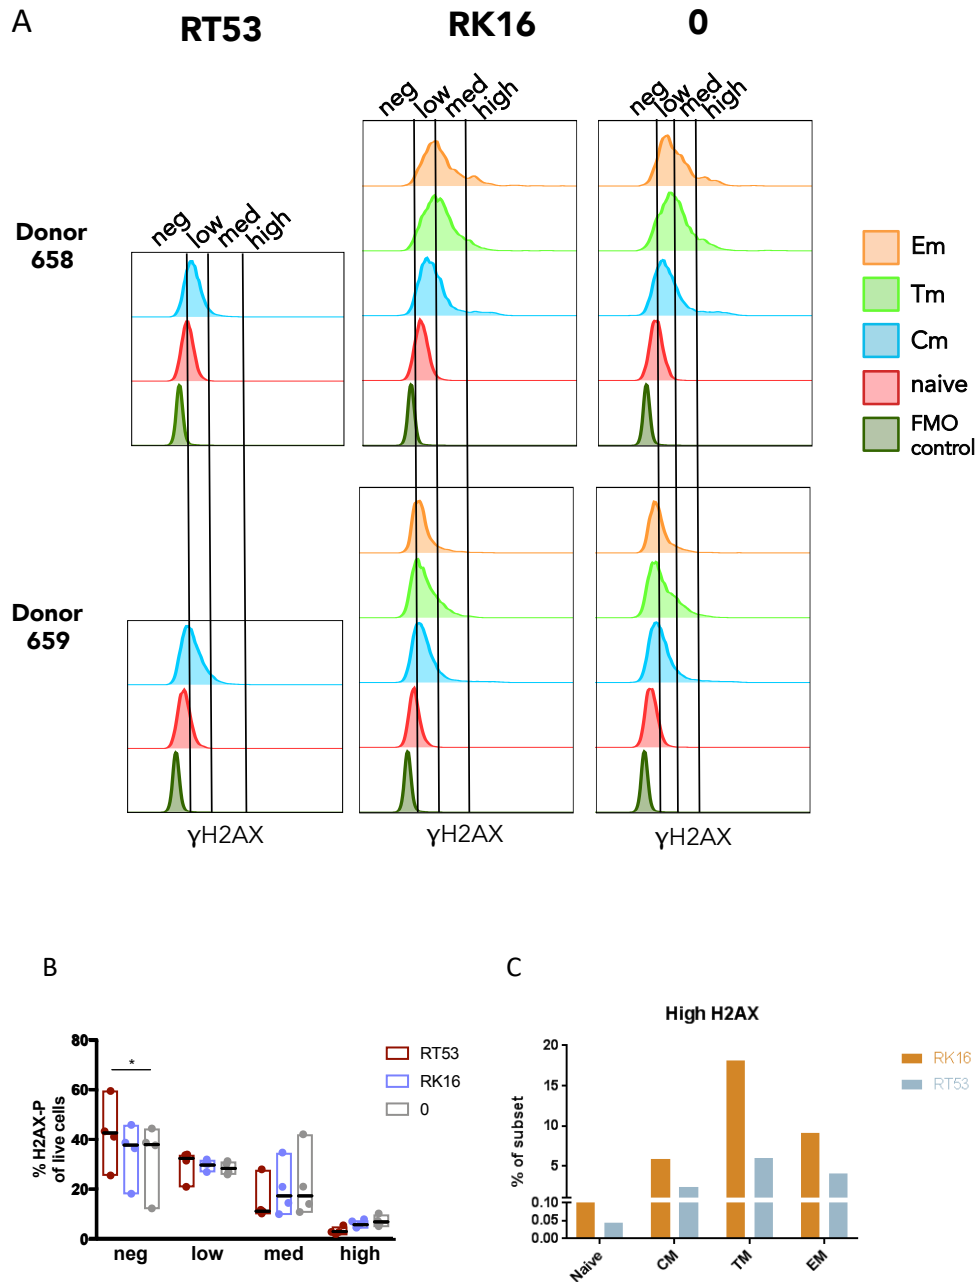 A
RT53
RK16
0
neg low med high
neg low med high
neg low med high
Donor
658
Em
Tm
Cm
naive
FMO
control
Donor
659
γH2AX
γH2AX
γH2AX
B
C
% H2AX-P
of live cells
80
60
40
20
0
*
neg low med high
RT53
RK16
0
High H2AX
% of subset
20
15
10
5
0.10
0.05
0.00
Naive CM TM EM
RK16
RT53